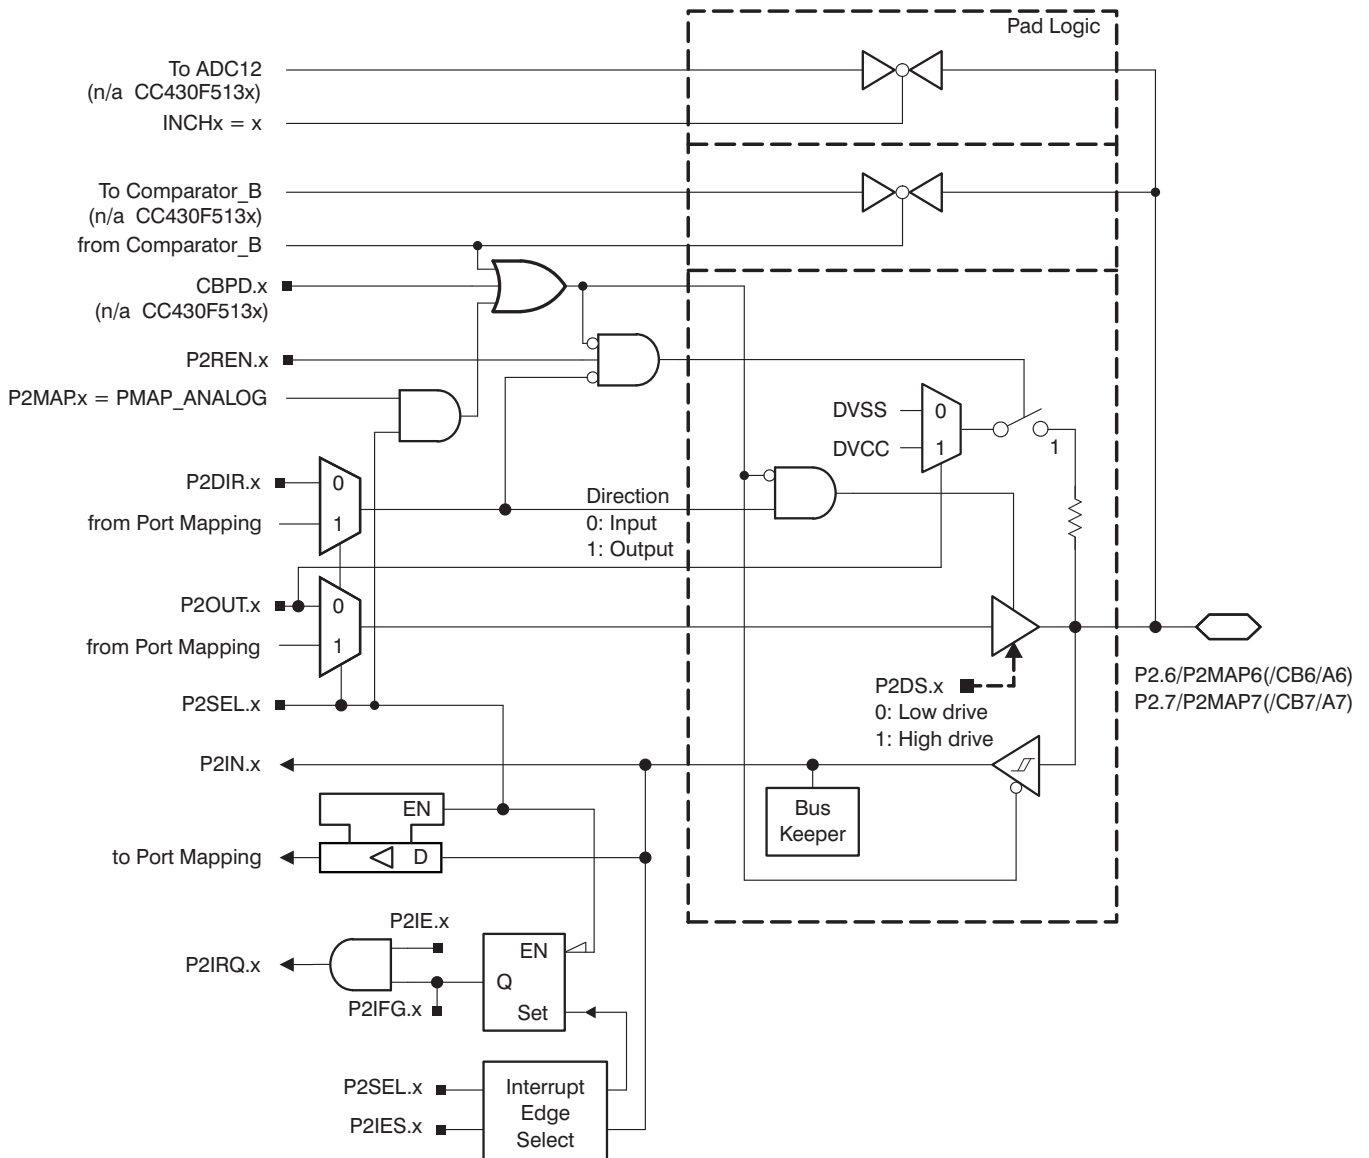 Pad Logic
To ADC12
(n/a CC430F513x)
INCHx = x
To Comparator_B
(n/a CC430F513x)
from Comparator_B
CBPD.x
(n/a CC430F513x)
P2REN.x
P2MAP.x = PMAP_ANALOG
DVSS
0
DVCC
1
1
P2DIR.x
0
from Port Mapping
1
Direction
0: Input
1: Output
P2OUT.x
0
from Port Mapping
1
P2SEL.x
P2DS.x
0: Low drive
1: High drive
P2.6/P2MAP6(/CB6/A6)
P2.7/P2MAP7(/CB7/A7)
P2IN.x
Bus
Keeper
EN
to Port Mapping
D
P2IE.x
P2IRQ.x
EN
Q
P2IFG.x
Set
P2SEL.x
P2IES.x
Interrupt
Edge
Select